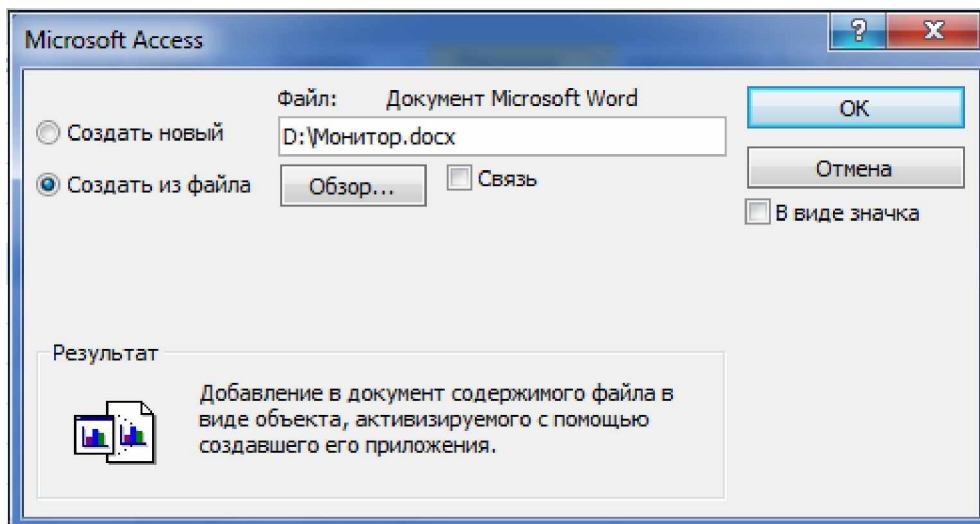 Microsoft Access
?
X
Файл: Документ Microsoft Word
Создать новый
D:\Монитор.docx
ОК
Создать из файла
Обзор...
Связь
Отмена
В виде значка
Результат
Добавление в документ содержимого файла в
виде объекта, активизируемого с помощью
создавшего его приложения.